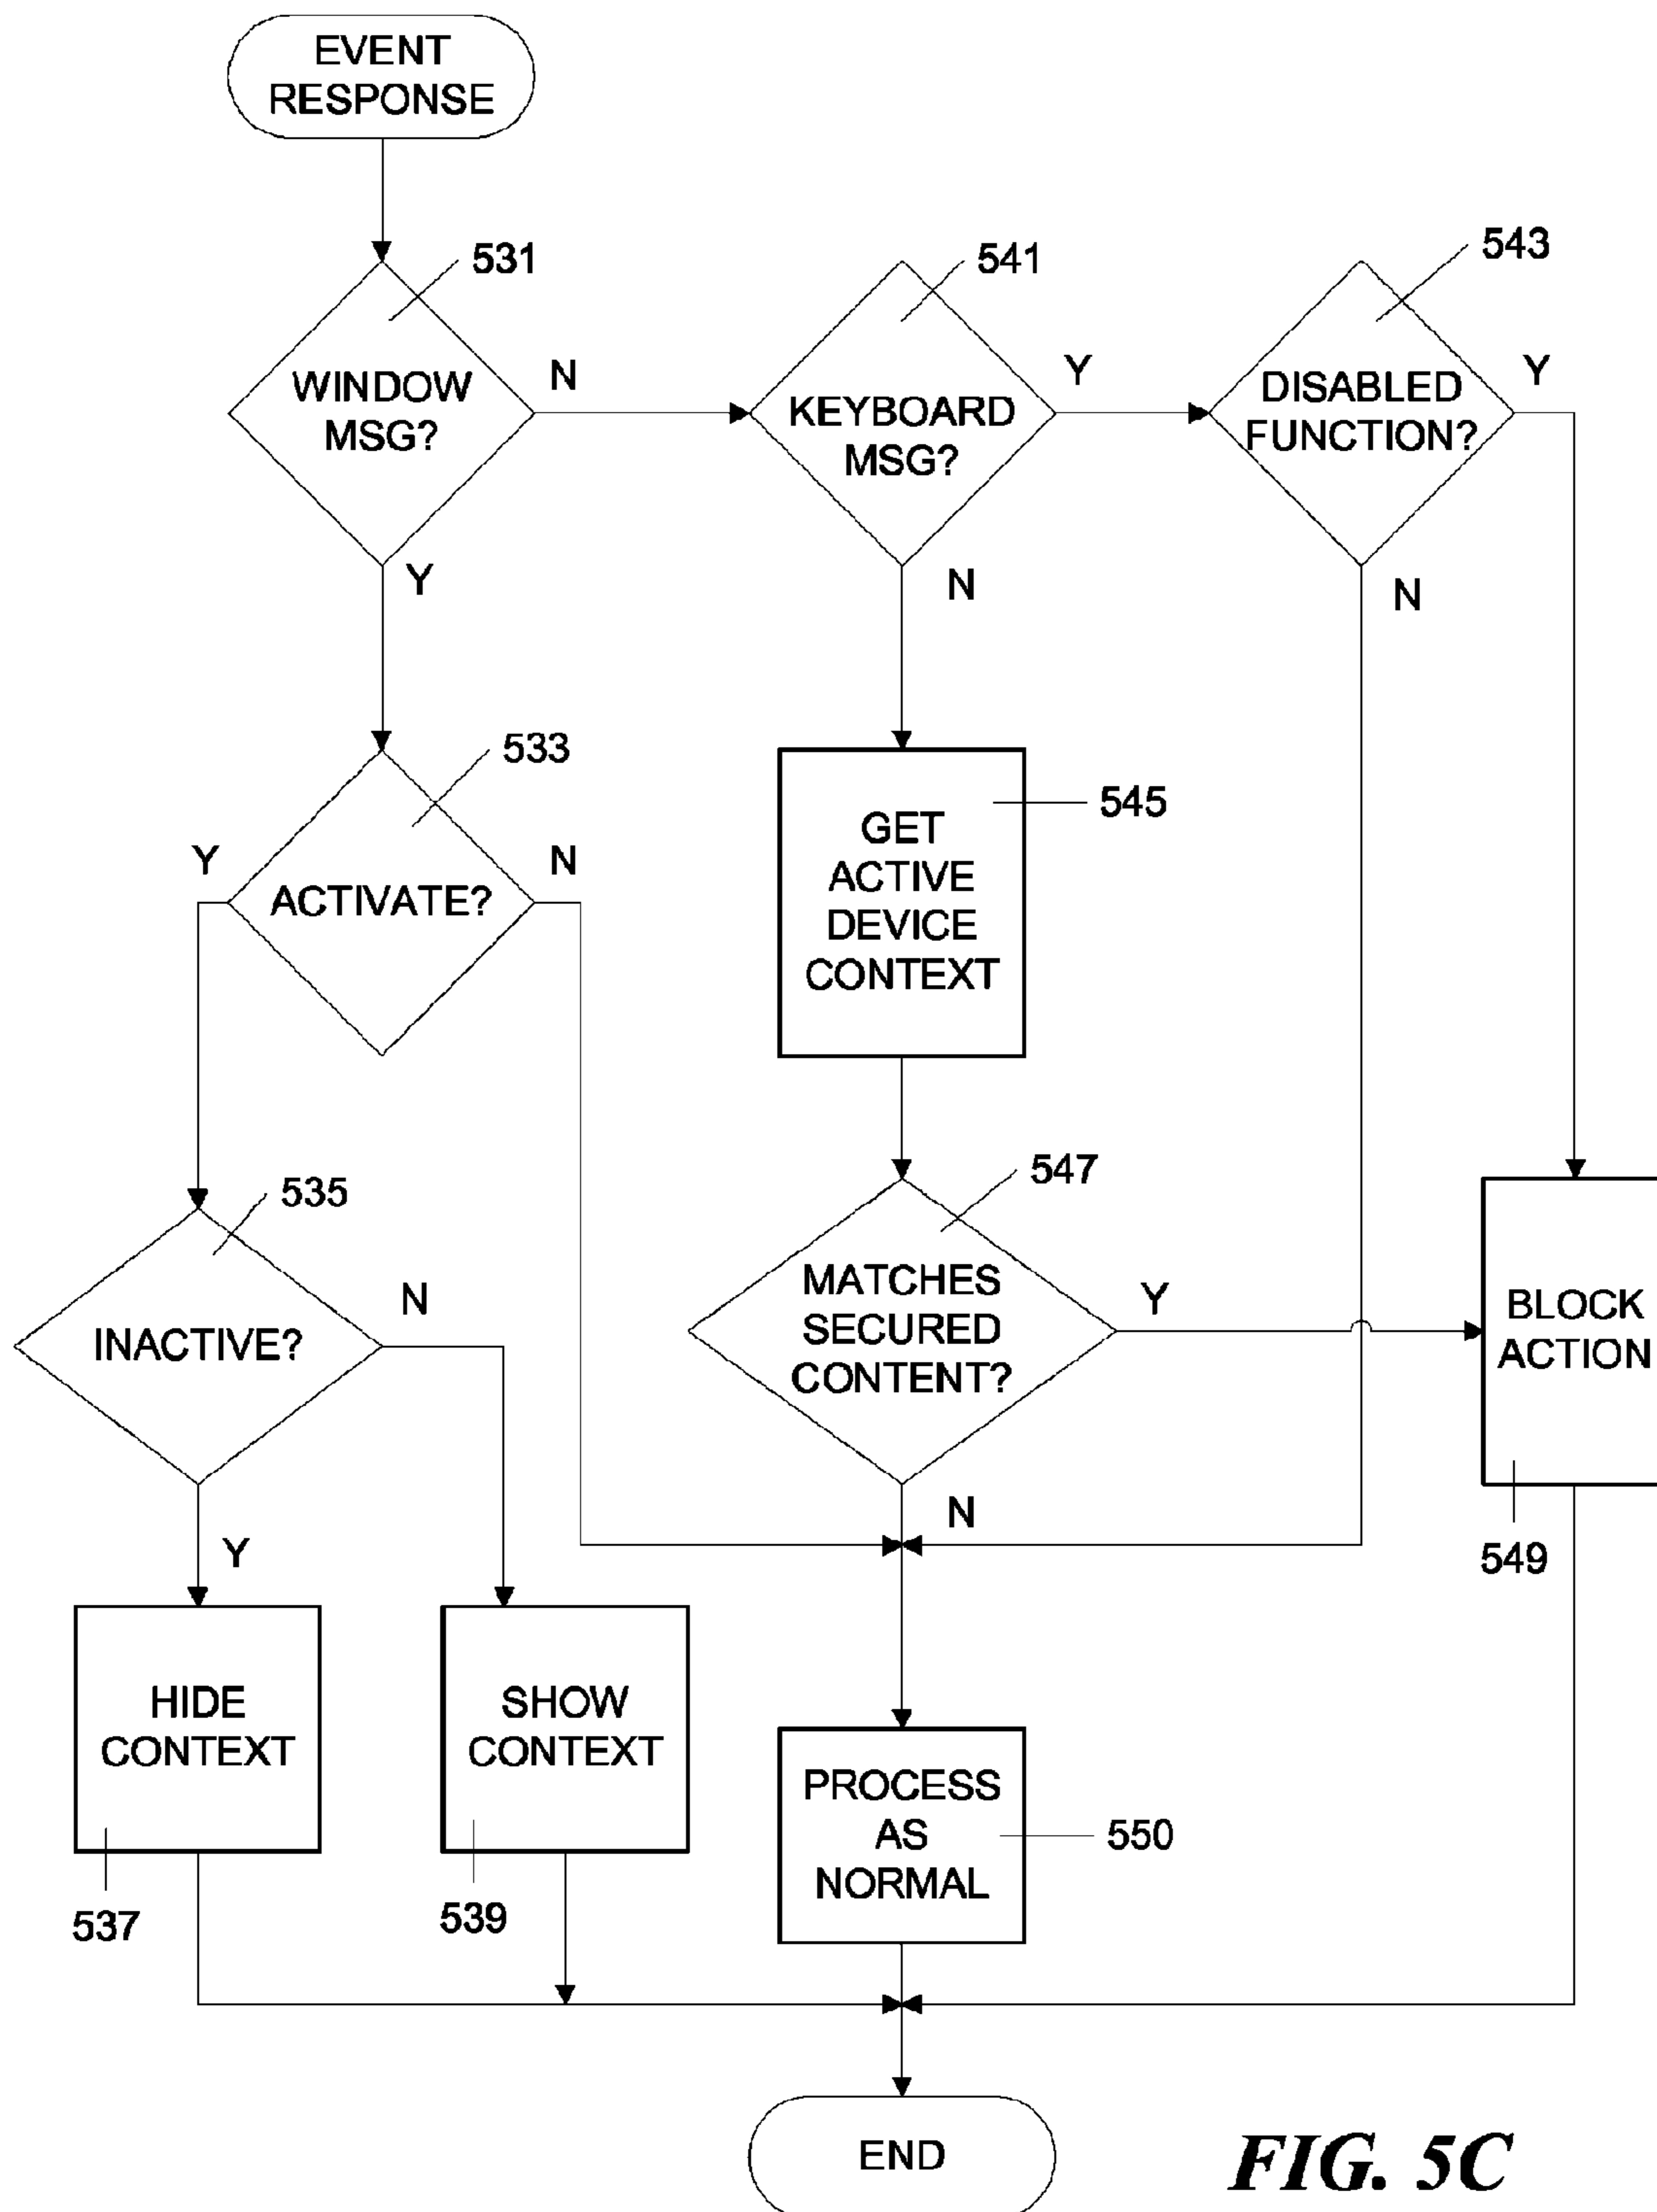 EVENT
RESPONSE
531
541
543
WINDOW
MSG?
N
KEYBOARD
MSG?
Y
DISABLED
FUNCTION?
Y
Y
N
N
533
ACTIVATE?
Y
N
545
GET
ACTIVE
DEVICE
CONTEXT
535
INACTIVE?
N
547
MATCHES
SECURED
CONTENT?
Y
BLOCK
ACTION
549
Y
N
HIDE
CONTEXT
537
SHOW
CONTEXT
539
PROCESS
AS
NORMAL
550
END
FIG. 5C